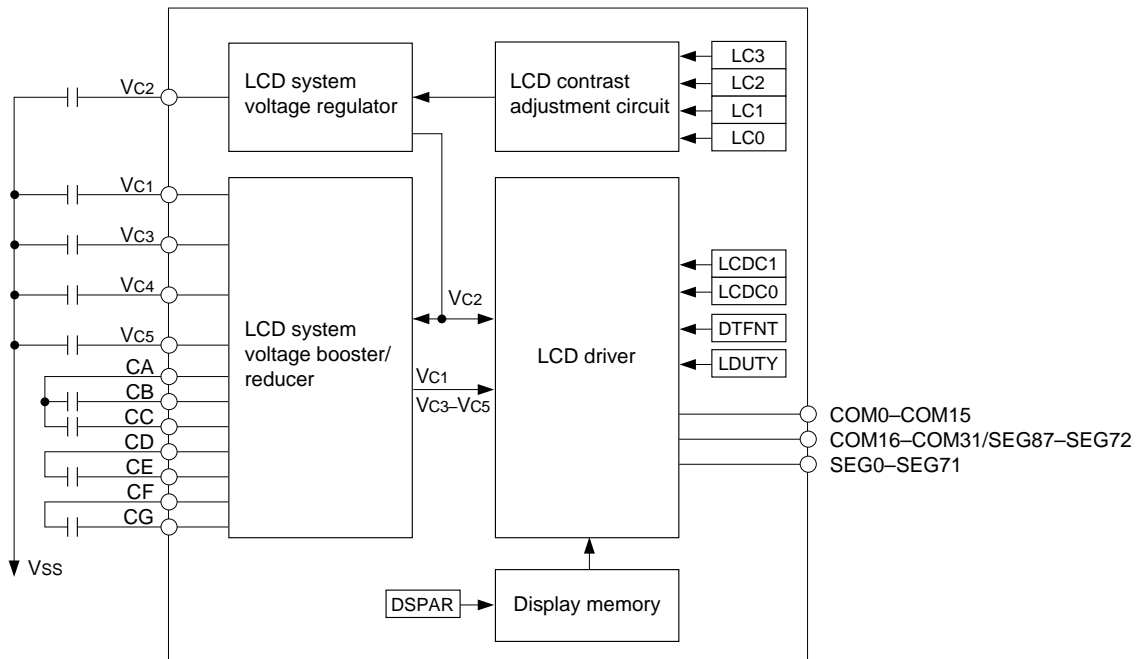 VC2
LCD system
voltage regulator
LCD contrast
adjustment circuit
LC3
LC2
LC1
LC0
VC1
VC3
VC4
VC5
CA
CB
CC
CD
CE
CF
CG
VSS
LCD system
voltage booster/
reducer
VC2
VC1
VC3–VC5
LCD driver
LCDC1
LCDC0
DTFNT
LDUTY
COM0–COM15
COM16–COM31/SEG87–SEG72
SEG0–SEG71
DSPAR
Display memory